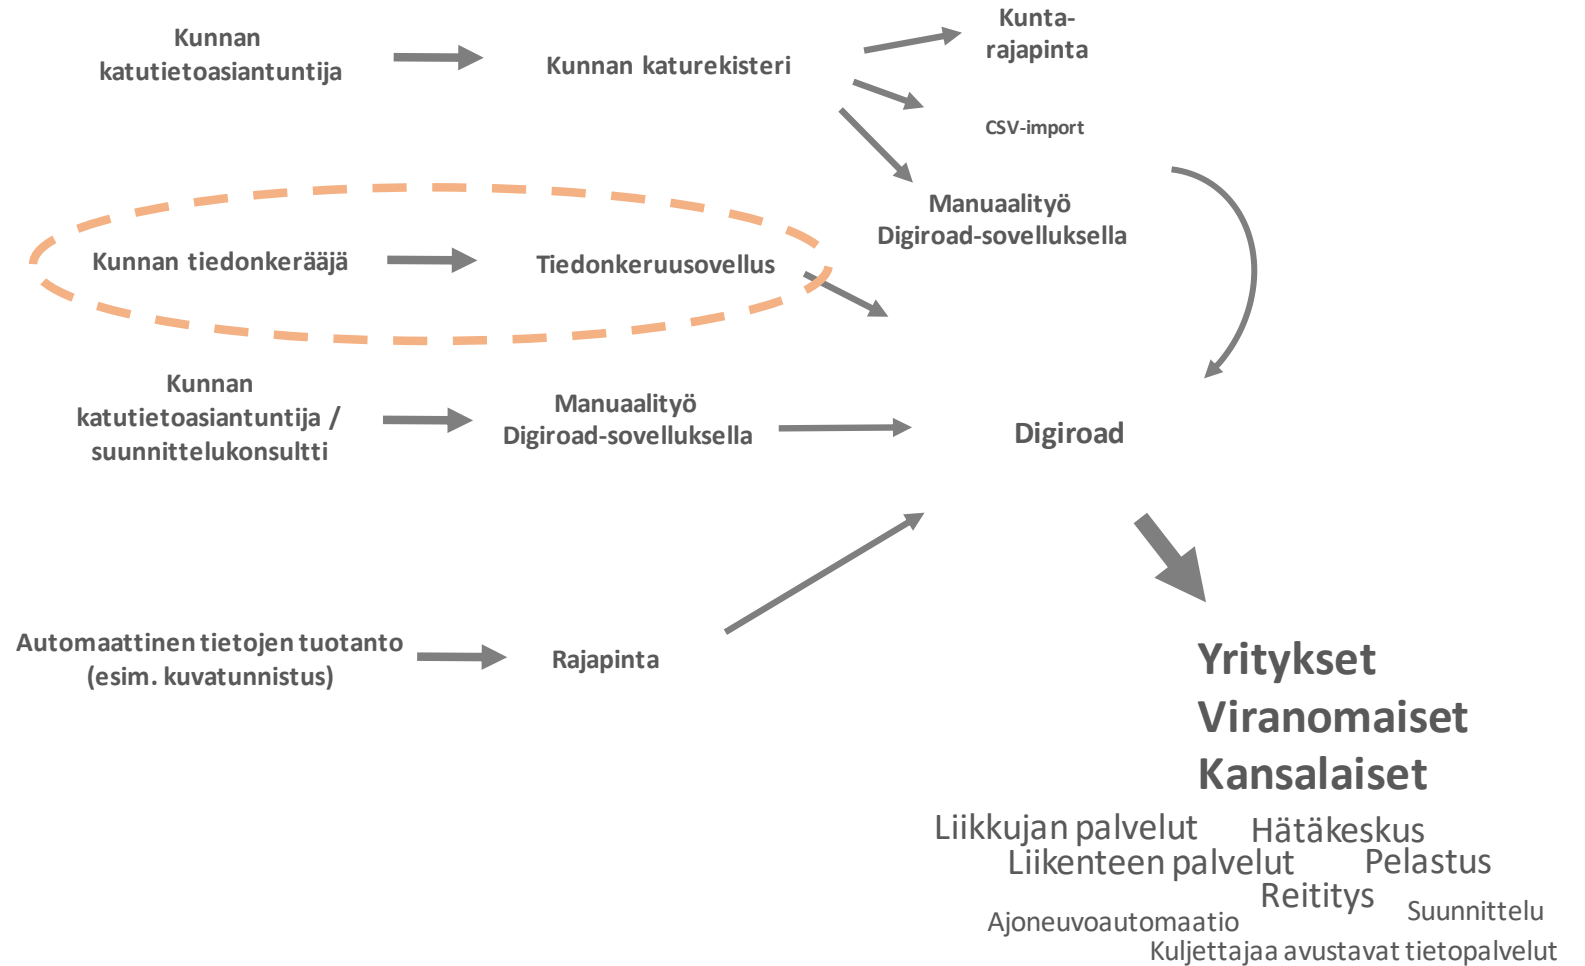 Kunnan
katutietoasiantuntija
Kunnan katurekisteri
Kunta-
rajapinta
CSV-import
Manuaalityö
Digiroad-sovelluksella
Kunnan tiedonkerääjä
Tiedonkeruusovellus
Kunnan
katutietoasiantuntija /
suunnittelukonsultti
Manuaalityö
Digiroad-sovelluksella
Digiroad
Automaattinen tietojen tuotanto
(esim. kuvatunnistus)
Rajapinta
Yritykset
Viranomaiset
Kansalaiset
Liikkujan palvelut
Hätäkeskus
Liikenteen palvelut
Pelastus
Reititys
Suunnittelu
Ajoneuvoautomaatio
Kuljettajaa avustavat tietopalvelut